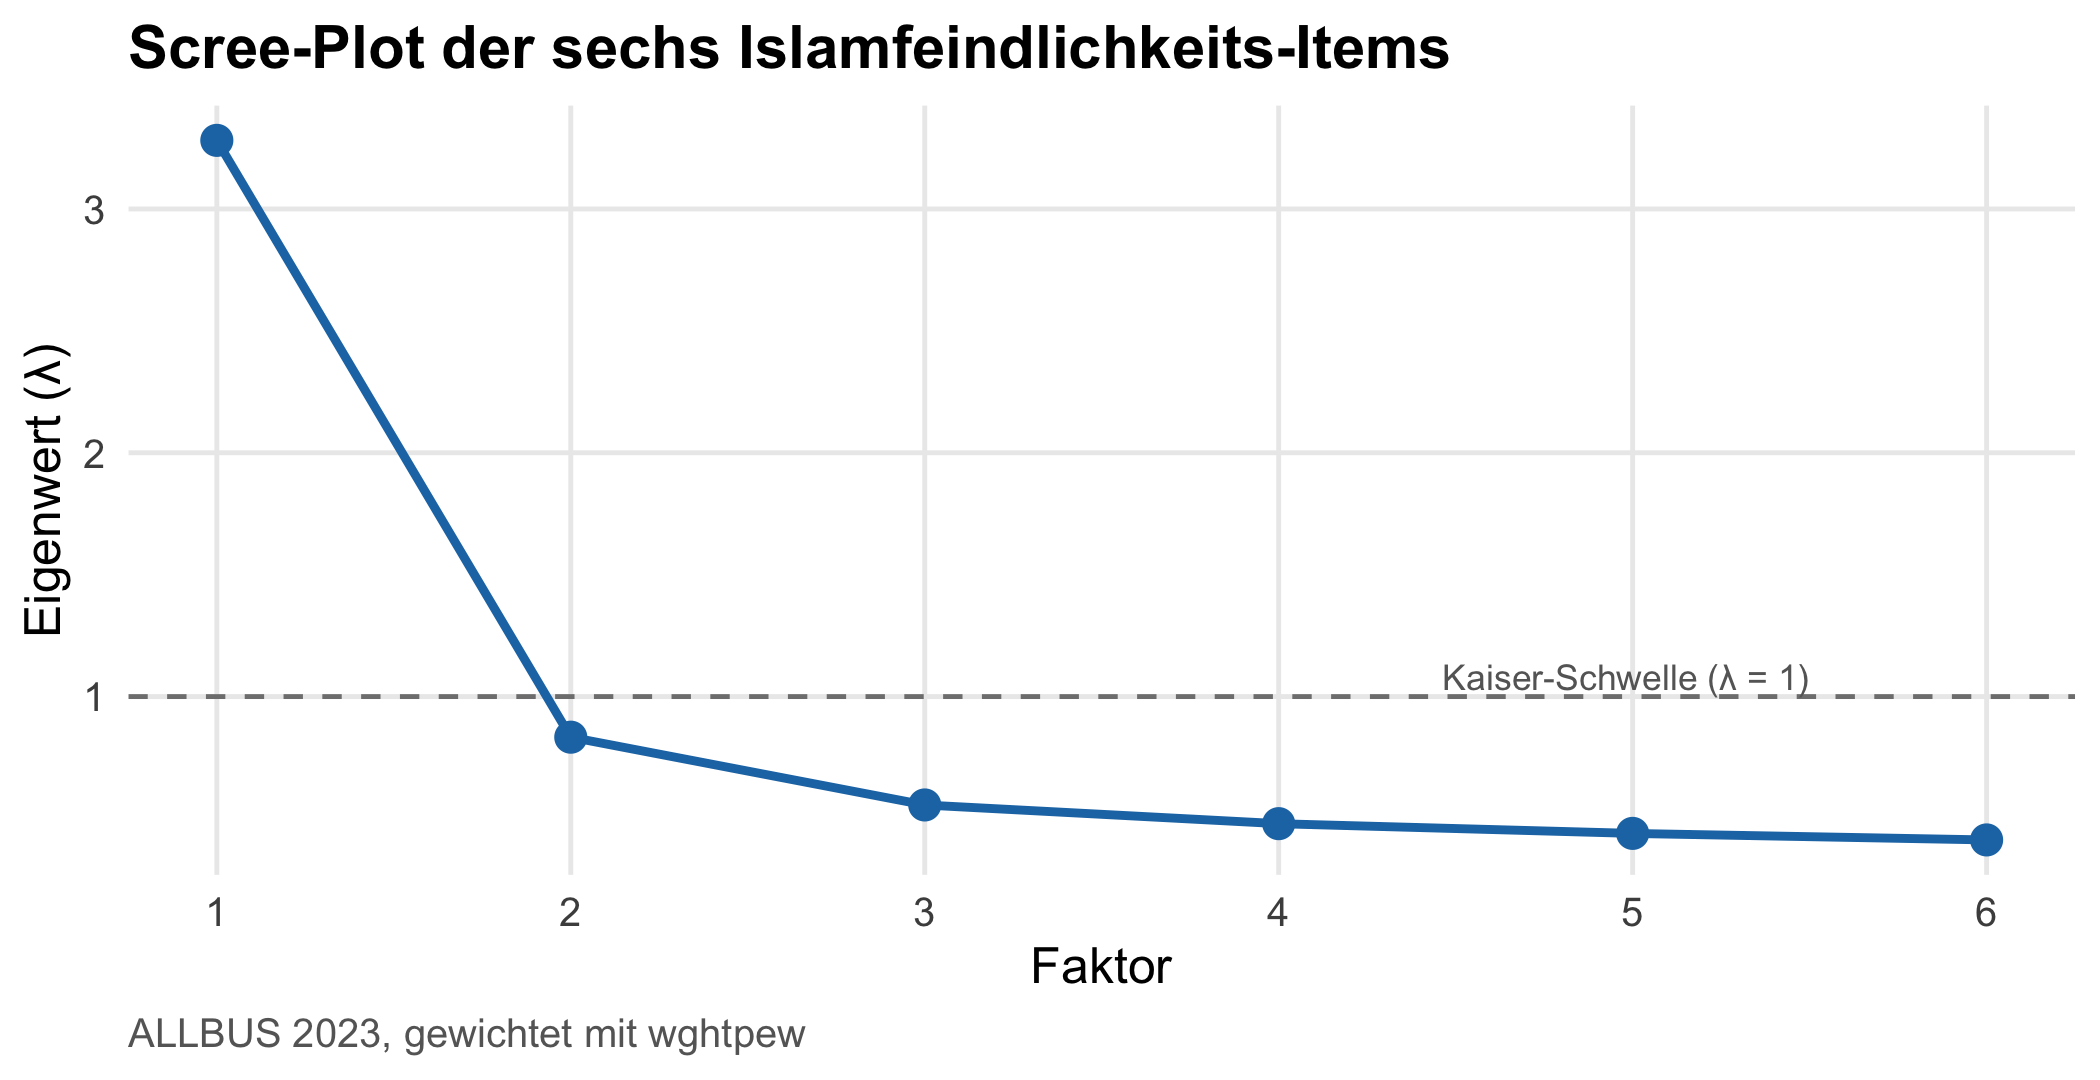 Scree-Plot der sechs Islamfeindlichkeits-Items
Eigenwert (λ)
3
2
1
Kaiser-Schwelle (λ = 1)
1 2 3 4 5 6
Faktor
ALLBUS 2023, gewichtet mit wghtpew